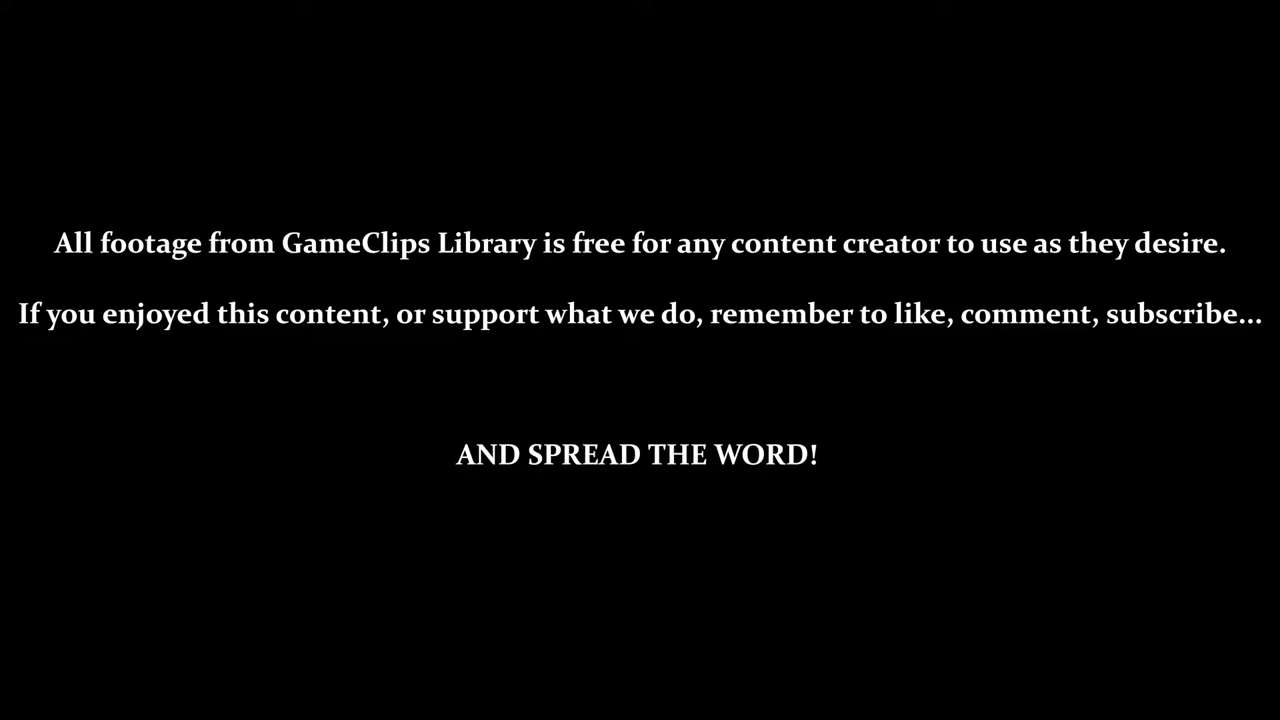 All footage from GameClips Library is free for any content creator to use as they desire.
If you enjoyed this content, or support what we do, remember to like, comment, subscribe...
AND SPREAD THE WORD!